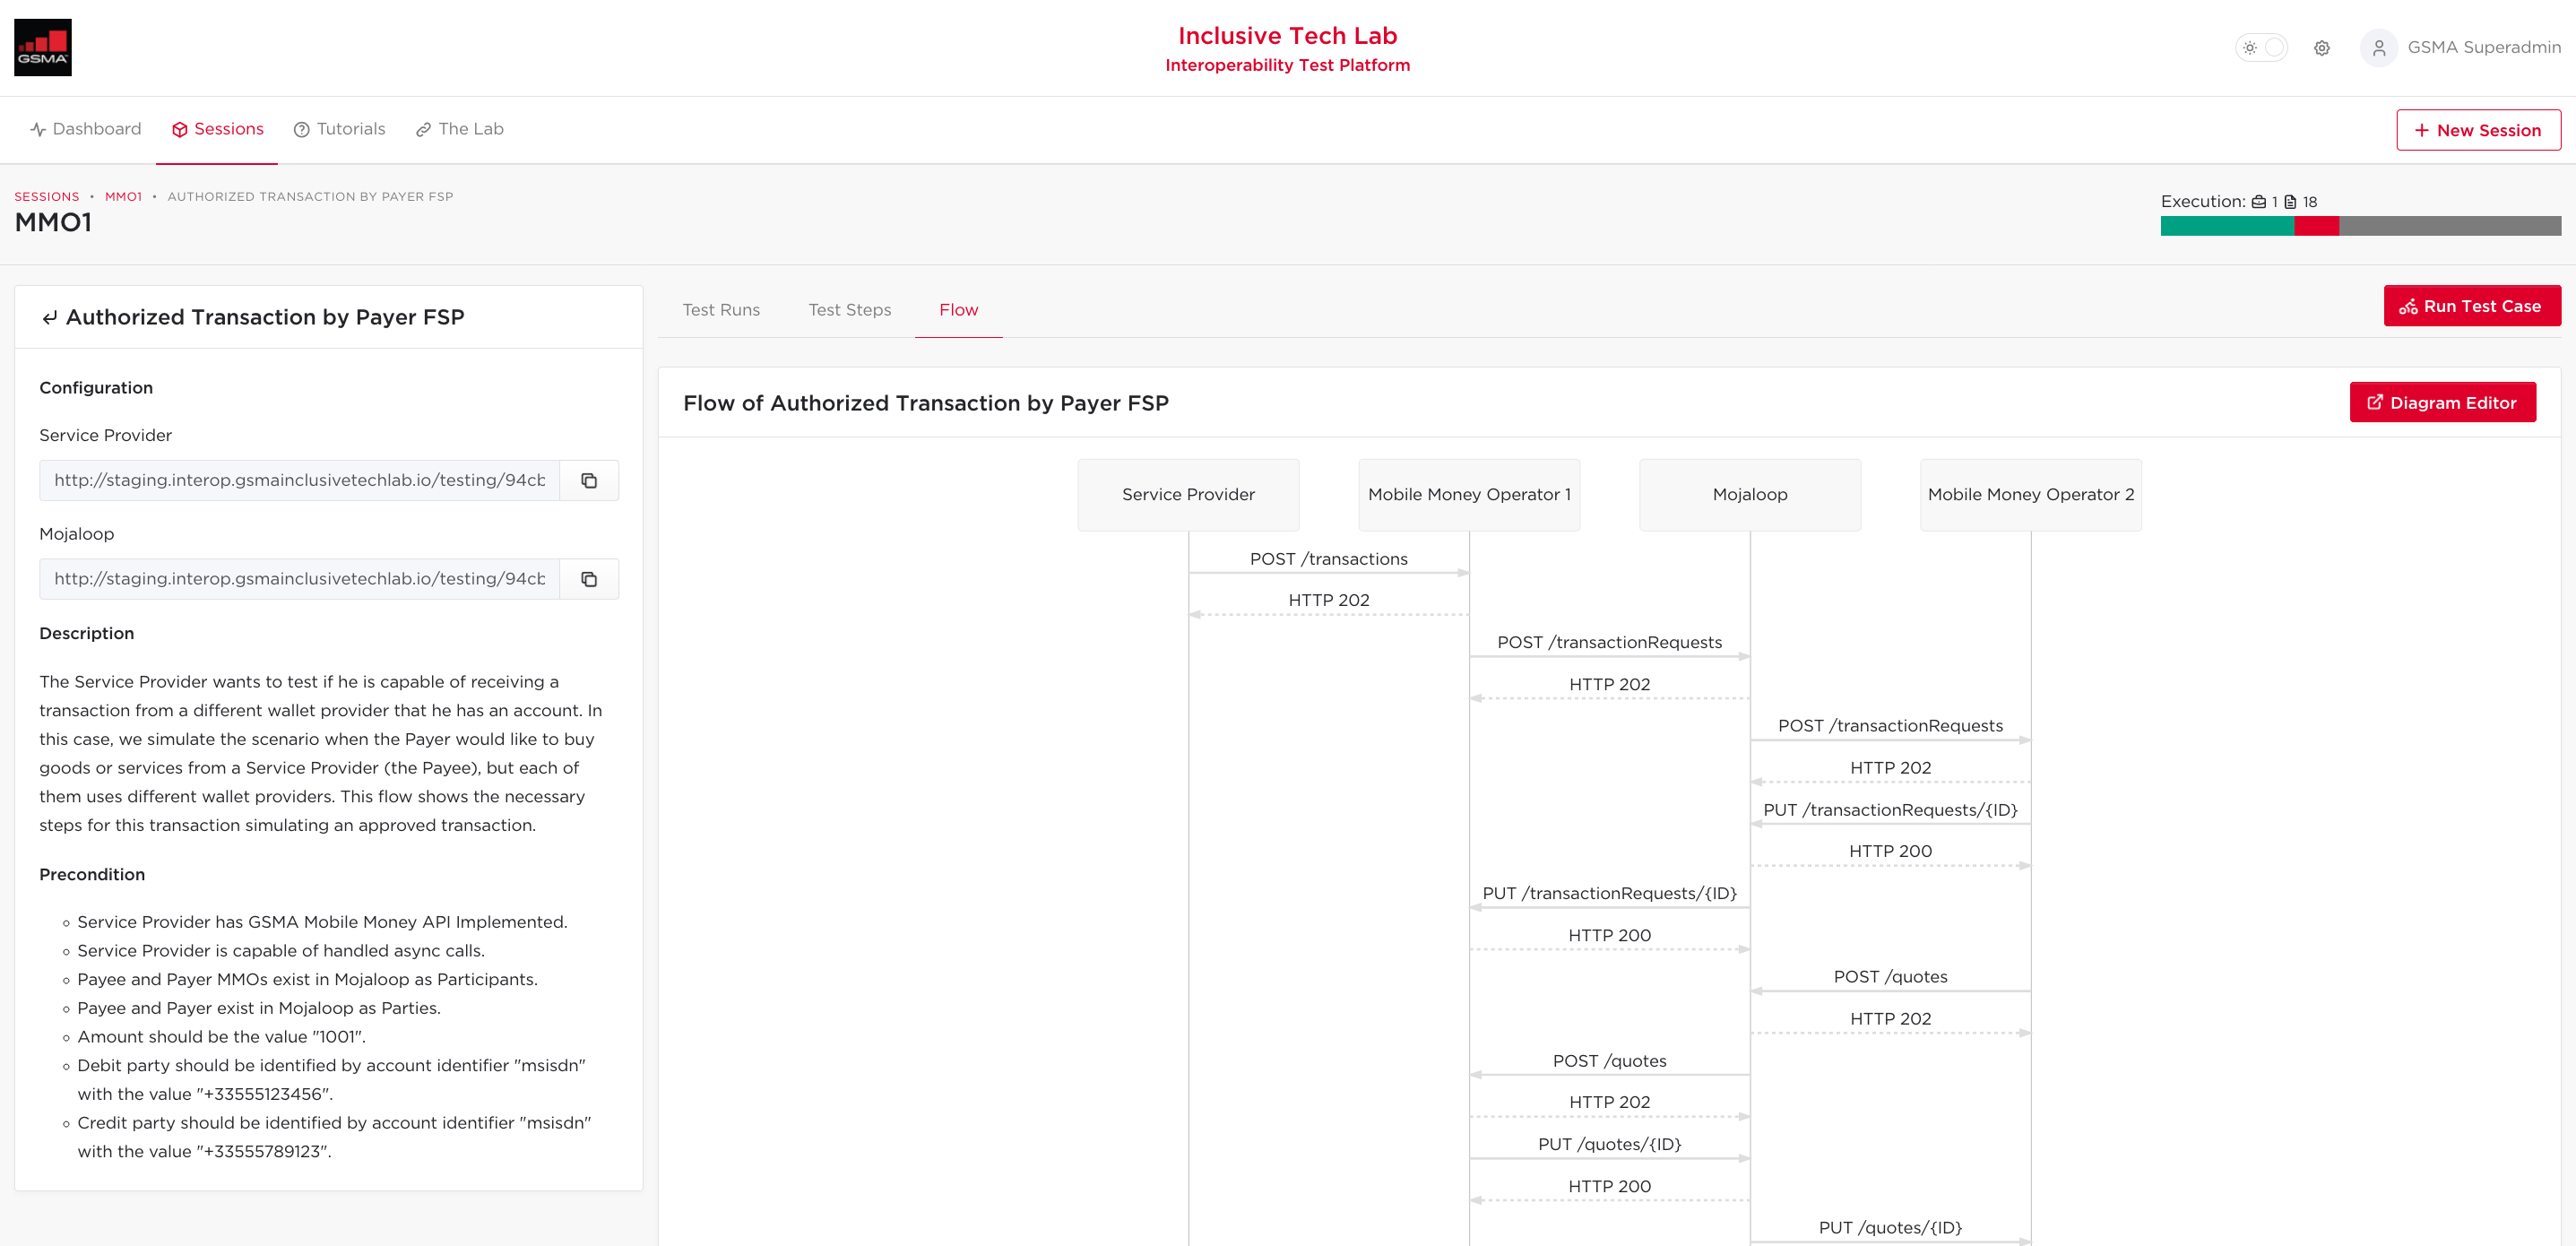 GSMA
Inclusive Tech Lab
Interoperability Test Platform
GSMA Superadmin
Dashboard
Sessions
Tutorials
The Lab
New Session
SESSIONS • MMO1 • AUTHORIZED TRANSACTION BY PAYER FSP
MMO1
Execution: 1 18
Authorized Transaction by Payer FSP
Configuration
Service Provider
http://staging.interop.gsmainclusivetechlab.io/testing/94cb
Mojaloop
http://staging.interop.gsmainclusivetechlab.io/testing/94cb
Description
The Service Provider wants to test if he is capable of receiving a
transaction from a different wallet provider that he has an account. In
this case, we simulate the scenario when the Payer would like to buy
goods or services from a Service Provider (the Payee), but each of
them uses different wallet providers. This flow shows the necessary
steps for this transaction simulating an approved transaction.
Precondition
Service Provider has GSMA Mobile Money API Implemented.
Service Provider is capable of handled async calls.
Payee and Payer MMOs exist in Mojaloop as Participants.
Payee and Payer exist in Mojaloop as Parties.
Amount should be the value "1001".
Debit party should be identified by account identifier "msisdn"
with the value "+33555123456".
Credit party should be identified by account identifier "msisdn"
with the value "+33555789123".
Test Runs
Test Steps
Flow
Run Test Case
Flow of Authorized Transaction by Payer FSP
Diagram Editor
Service Provider
Mobile Money Operator 1
Mojaloop
Mobile Money Operator 2
POST /transactions
HTTP 202
POST /transactionRequests
HTTP 202
POST /transactionRequests
HTTP 202
PUT /transactionRequests/{ID}
HTTP 200
PUT /transactionRequests/{ID}
HTTP 200
POST /quotes
HTTP 202
POST /quotes
HTTP 202
PUT /quotes/{ID}
HTTP 200
PUT /quotes/{ID}